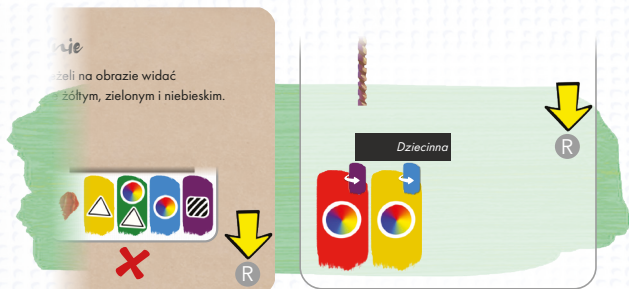 nie
żeli na obrazie widać
żółtym, zielonym i niebieskim.
R
Dziecinna
R